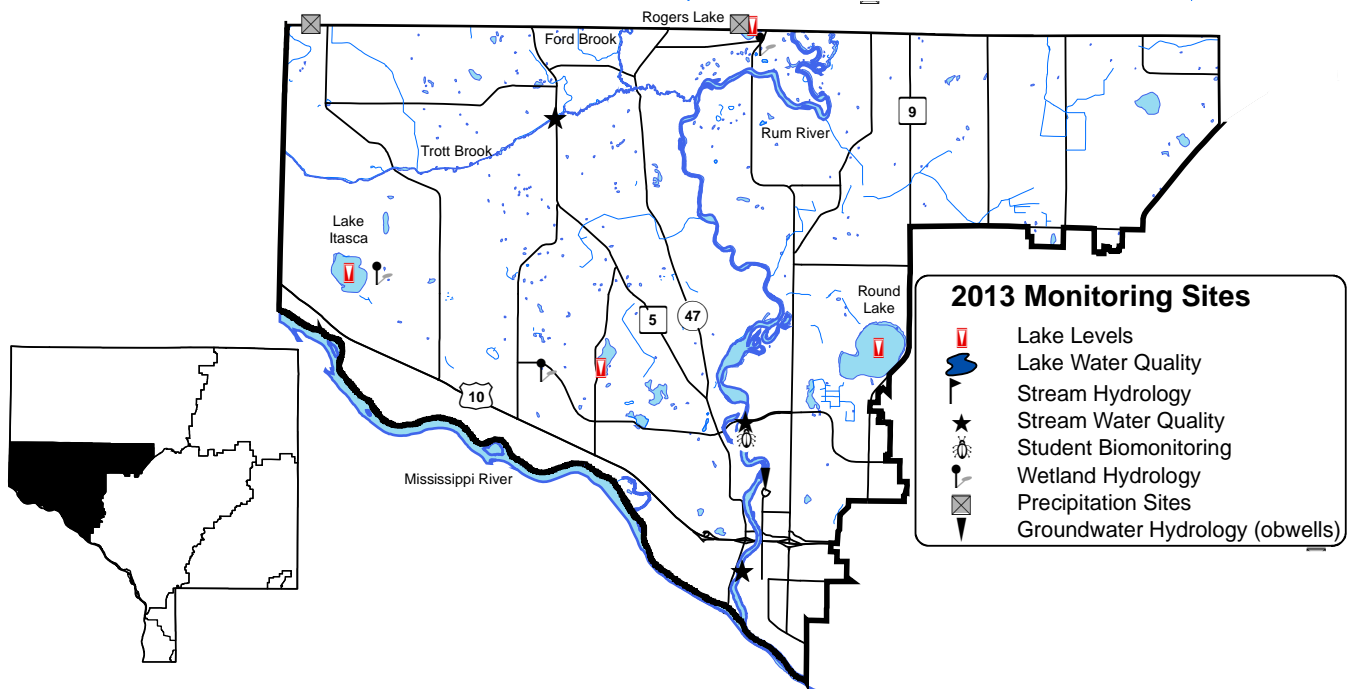 Rogers Lake
Ford Brook
9
Rum River
Trott Brook
Lake
Itasca
Round
Lake
5
47
10
Mississippi River
2013 Monitoring Sites
Lake Levels
Lake Water Quality
Stream Hydrology
Stream Water Quality
Student Biomonitoring
Wetland Hydrology
Precipitation Sites
Groundwater Hydrology (obwells)